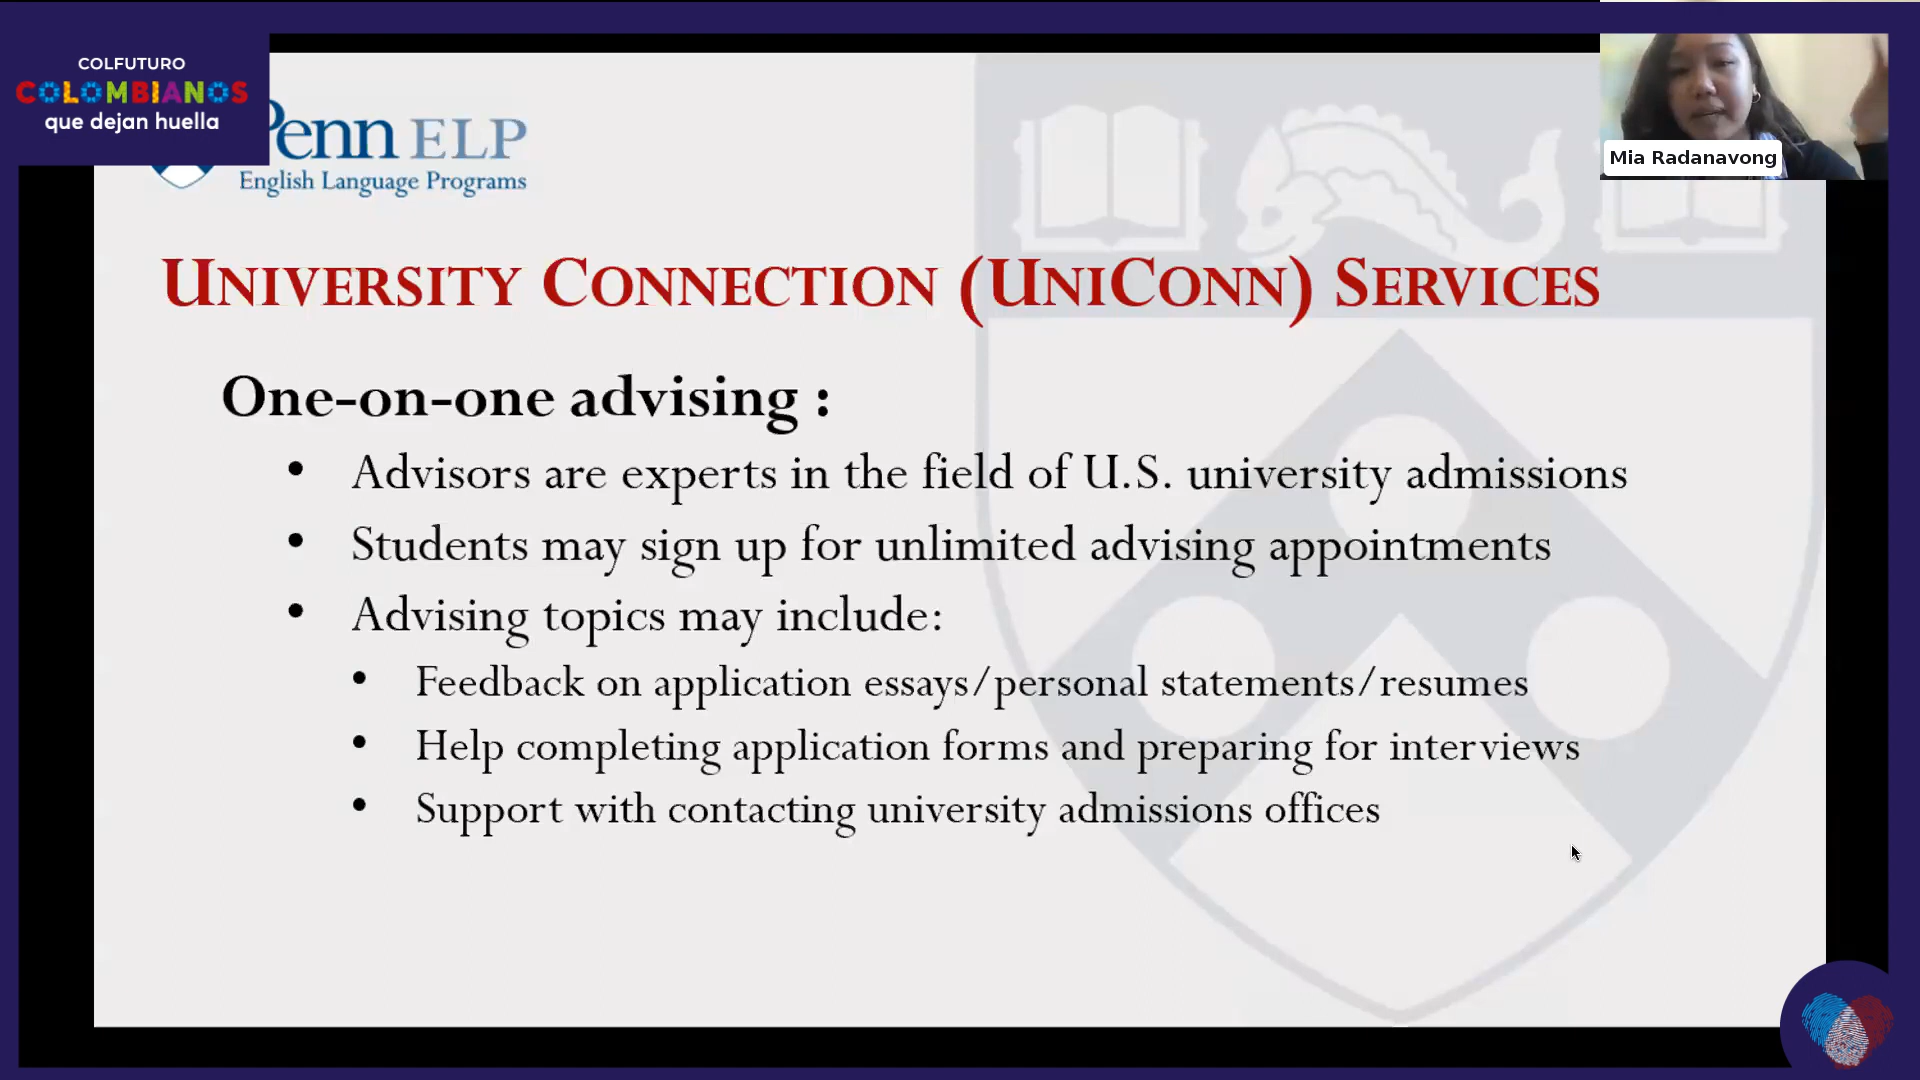 COLFUTURO
COLOMBIANOS
que dejan huella
Penn ELP
English Language Programs
Mia Radanavong
UNIVERSITY CONNECTION (UNICONN) SERVICES
One-on-one advising :
• Advisors are experts in the field of U.S. university admissions
• Students may sign up for unlimited advising appointments
• Advising topics may include:
• Feedback on application essays/personal statements/resumes
• Help completing application forms and preparing for interviews
• Support with contacting university admissions offices